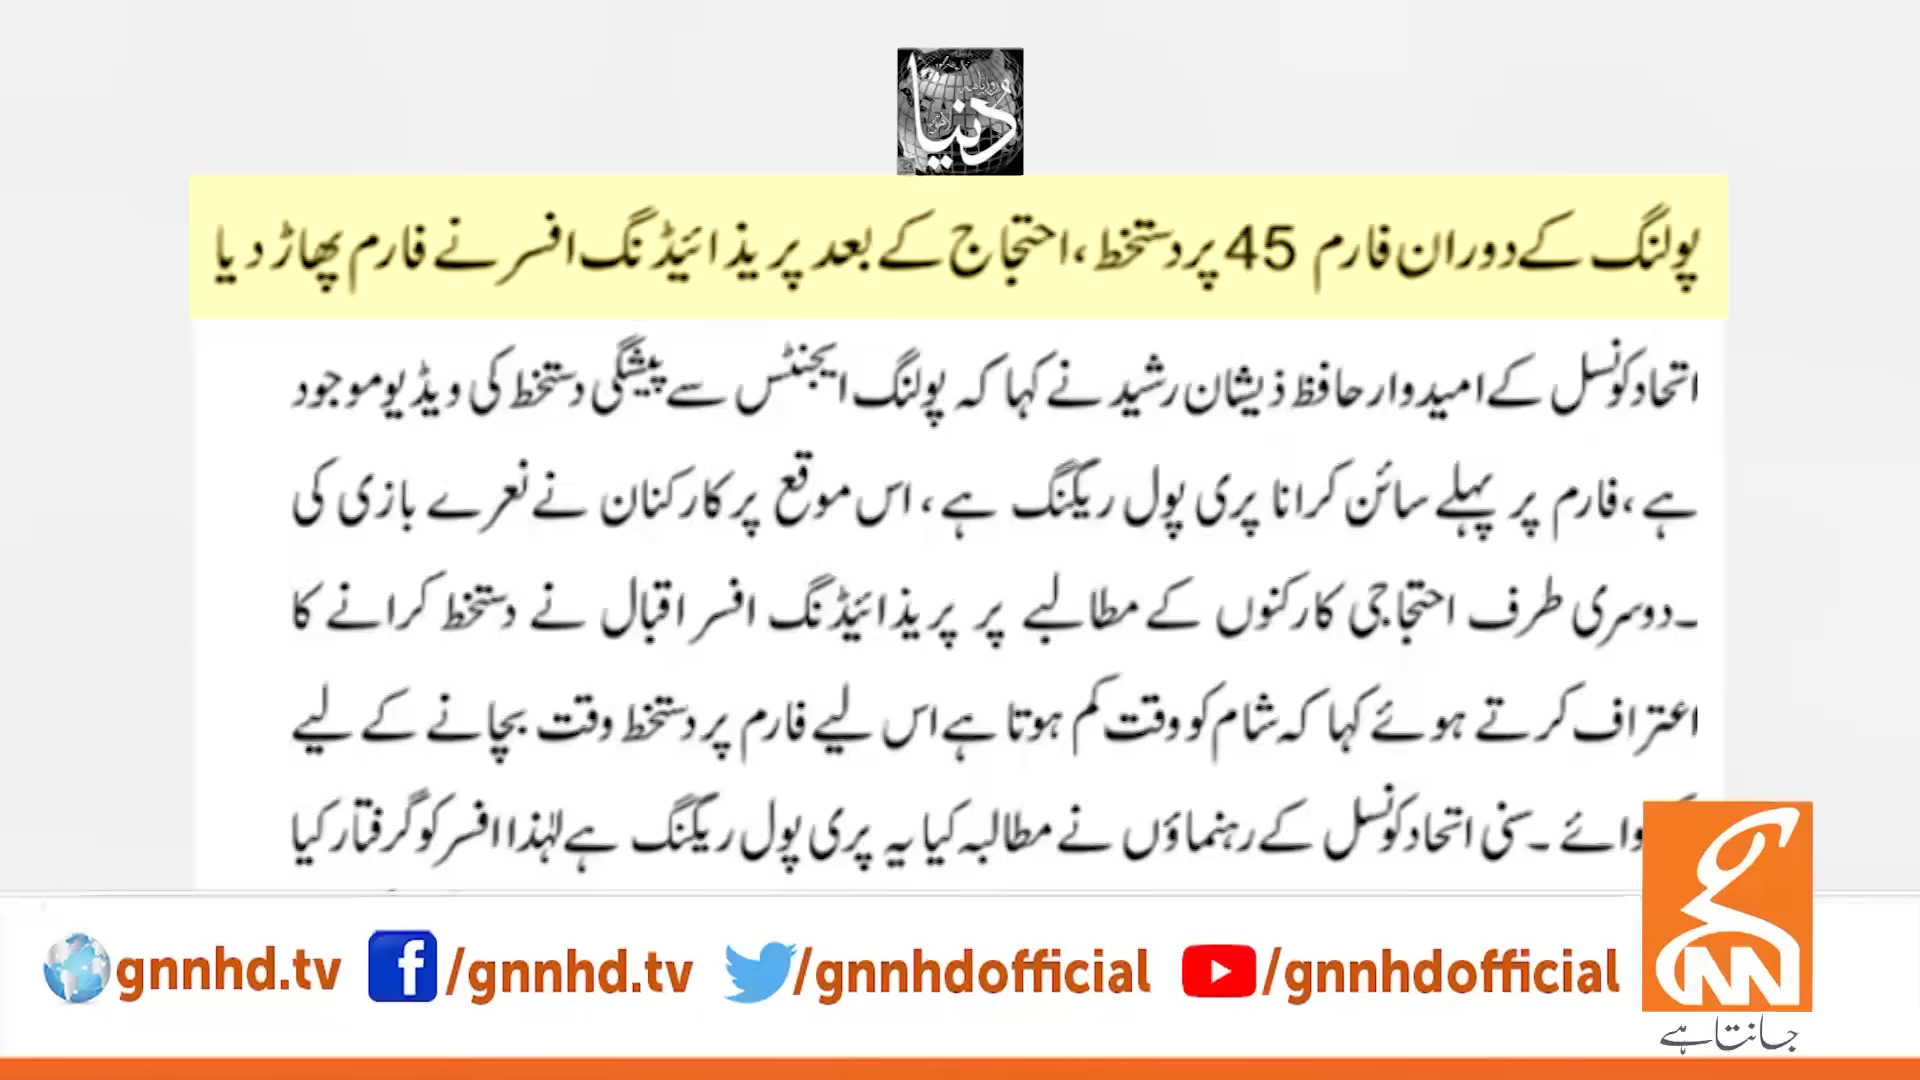 روزنامہ
دُنیا
پولنگ کے دوران فارم 45 پر دستخط، احتجاج کے بعد پریذائیڈنگ افسر نے فارم پھاڑ دیا
اتحاد کونسل کے امیدوار حافظ ذیشان رشید نے کہا کہ پولنگ ایجنٹس سے پیشگی دستخط کی ویڈیو موجود
ہے، فارم پر پہلے سائن کرانا پری پول ریگنگ ہے، اس موقع پر کارکنان نے نعرے بازی کی
۔دوسری طرف احتجاجی کارکنوں کے مطالبے پر پریذائیڈنگ افسر اقبال نے دستخط کرانے کا
اعتراف کرتے ہوئے کہا کہ شام کو وقت کم ہوتا ہے اس لیے فارم پر دستخط وقت بچانے کے لیے
۔ سنی اتحاد کونسل کے رہنماؤں نے مطالبہ کیا یہ پری پول ریگنگ ہے لہٰذا افسر کو گرفتار کیا
gnnhd.tv /gnnhd.tv /gnnhdofficial /gnnhdofficial
GNN
جانتا ہے